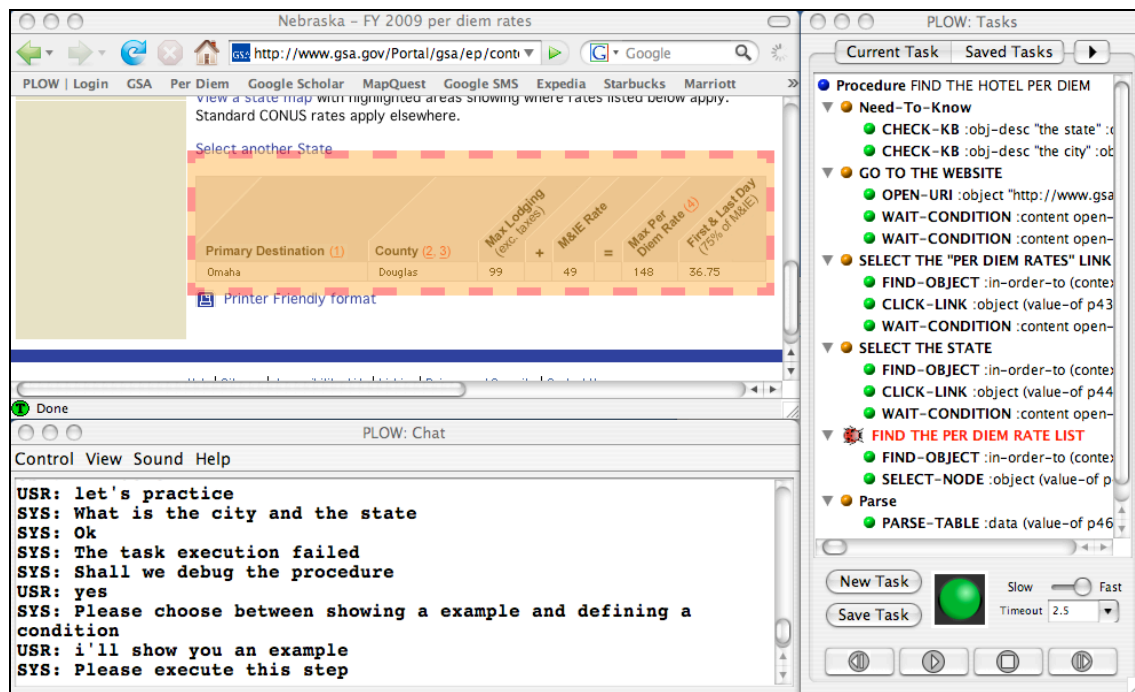 Nebraska – FY 2009 per diem rates
http://www.gsa.gov/Portal/gsa/ep/conte
Google
PLOW | Login GSA Per Diem Google Scholar MapQuest Google SMS Expedia Starbucks Marriott »
View a state map with highlighted areas showing where rates listed below apply.
Standard CONUS rates apply elsewhere.
Select another State
Primary Destination (1) County (2, 3) Max Lodging (exc. taxes) + M&IE Rate = Max Per Diem Rate (4) First & Last Day (75% of M&IE)
Omaha Douglas 99 49 148 36.75
Printer Friendly format
Done
PLOW: Chat
Control View Sound Help
USR: let's practice
SYS: What is the city and the state
SYS: Ok
SYS: The task execution failed
SYS: Shall we debug the procedure
USR: yes
SYS: Please choose between showing a example and defining a
condition
USR: i'll show you an example
SYS: Please execute this step
PLOW: Tasks
Current Task Saved Tasks
Procedure FIND THE HOTEL PER DIEM
Need-To-Know
CHECK-KB :obj-desc "the state" :c
CHECK-KB :obj-desc "the city" :ob
GO TO THE WEBSITE
OPEN-URI :object "http://www.gsa
WAIT-CONDITION :content open-
WAIT-CONDITION :content open-
SELECT THE "PER DIEM RATES" LINK
FIND-OBJECT :in-order-to (contex
CLICK-LINK :object (value-of p43
WAIT-CONDITION :content open-
SELECT THE STATE
FIND-OBJECT :in-order-to (contex
CLICK-LINK :object (value-of p44
WAIT-CONDITION :content open-
FIND THE PER DIEM RATE LIST
FIND-OBJECT :in-order-to (contex
SELECT-NODE :object (value-of p
Parse
PARSE-TABLE :data (value-of p46
New Task Slow Fast
Save Task Timeout 2.5